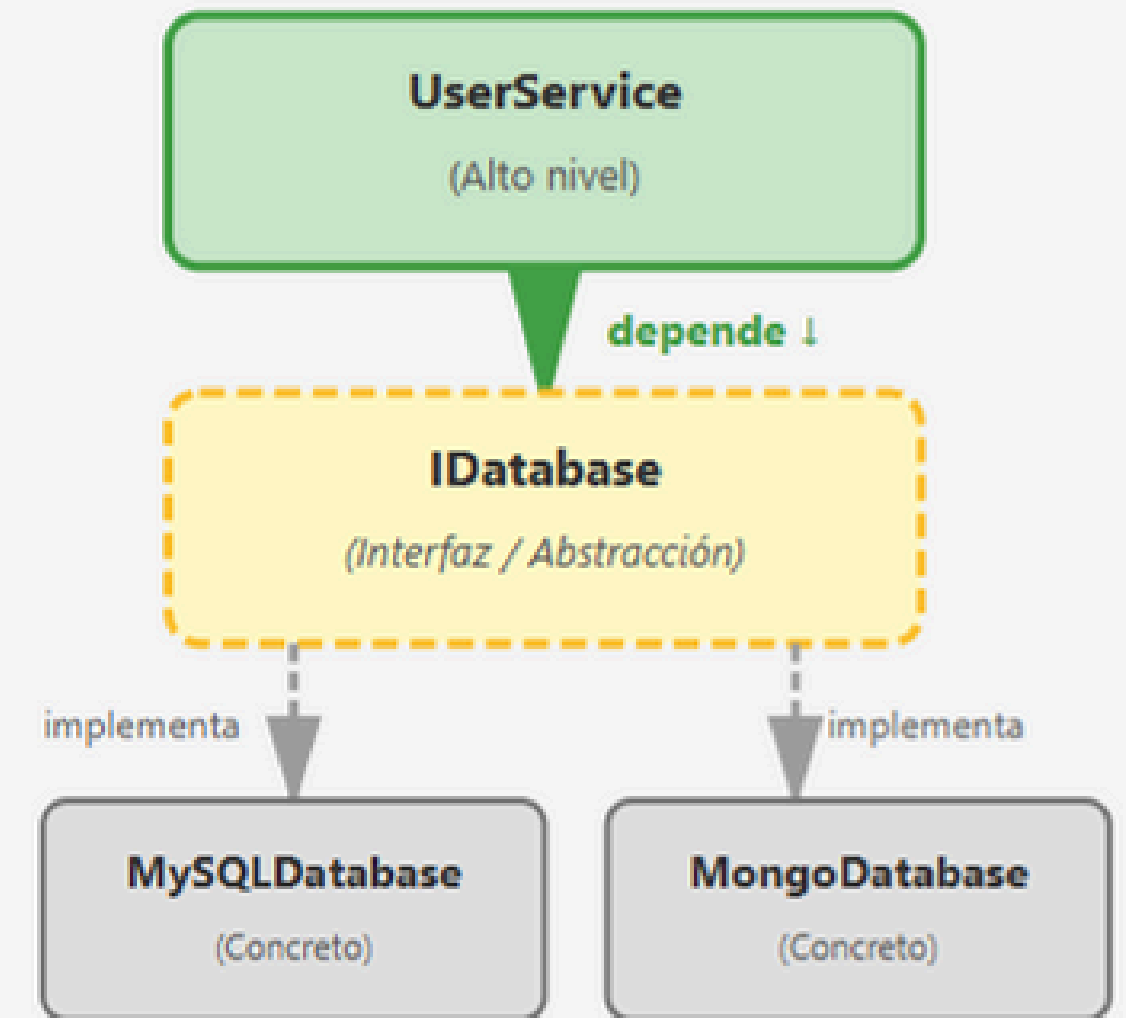 UserService
(Alto nivel)
depende ↓
IDatabase
(Interfaz / Abstracción)
implementa
implementa
MySQLDatabase
MongoDatabase
(Concreto)
(Concreto)